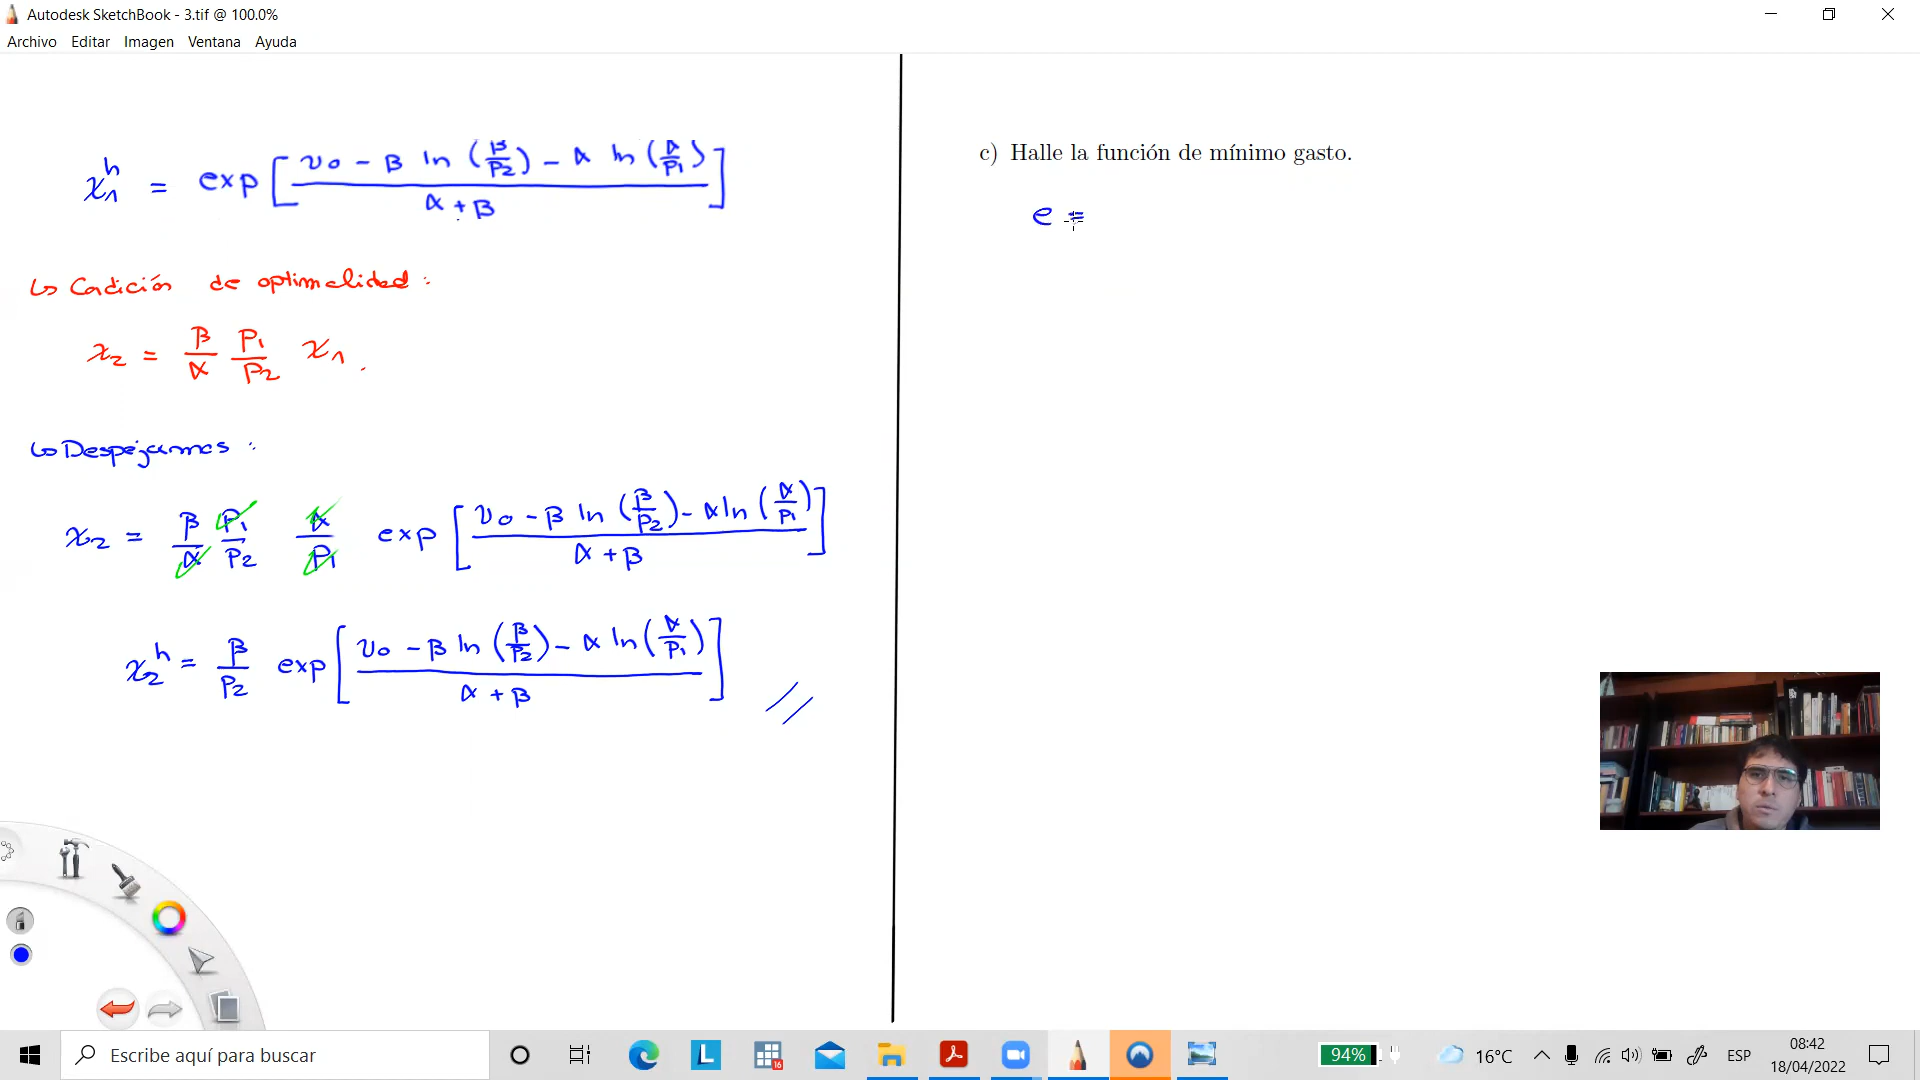 Autodesk SketchBook - 3.tif @ 100.0%
Archivo Editar Imagen Ventana Ayuda
x₁ʰ = exp [ (v₀ - β ln (β/P₂) - α ln (α/P₁)) / (α + β) ]
↳ Condición de optimalidad :
x₂ = β/α P₁/P₂ x₁ .
↳ Despejamos :
x₂ = β/α P₁/P₂ α/P₁ exp [ (v₀ - β ln (β/P₂) - α ln (α/P₁)) / (α + β) ]
x₂ʰ = β/P₂ exp [ (v₀ - β ln (β/P₂) - α ln (α/P₁)) / (α + β) ] //
c) Halle la función de mínimo gasto.
e =
Escribe aquí para buscar
L
16
94%
16°C
ESP
08:42
18/04/2022